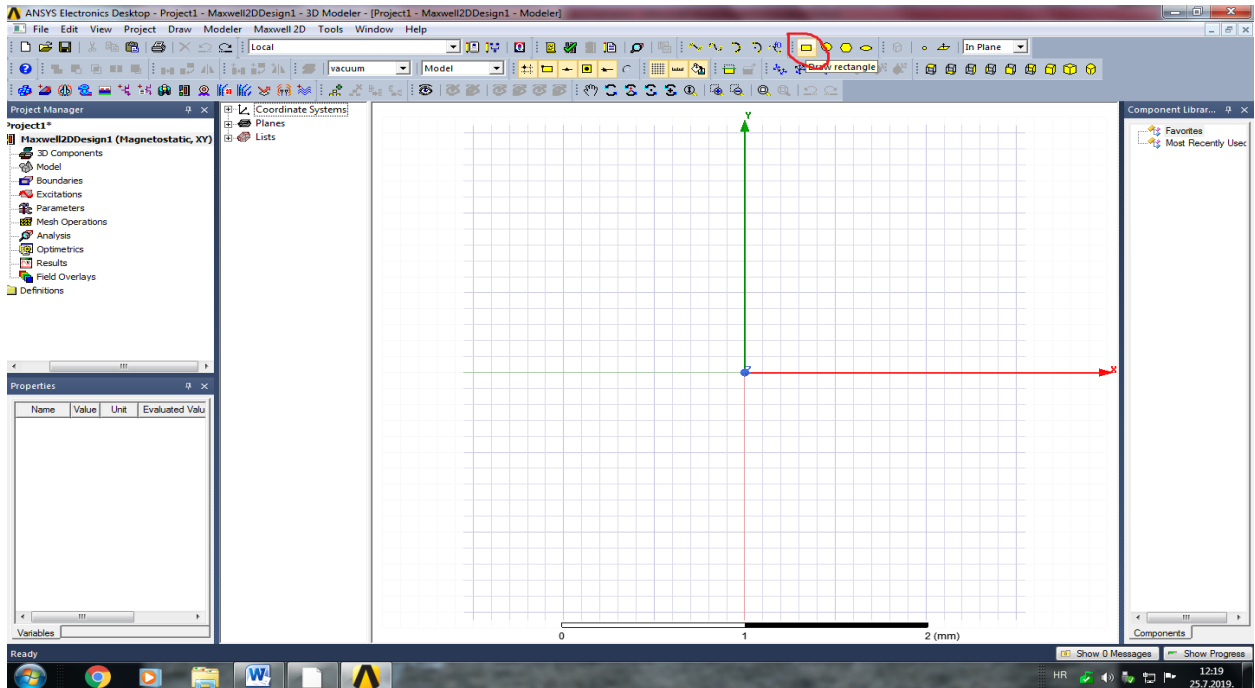 ANSYS Electronics Desktop - Project1 - Maxwell2DDesign1 - 3D Modeler - [Project1 - Maxwell2DDesign1 - Modeler]
File Edit View Project Draw Modeler Maxwell 2D Tools Window Help
Local
In Plane
vacuum
Model
Draw rectangle
Project Manager
Project1*
Maxwell2DDesign1 (Magnetostatic, XY)
3D Components
Model
Boundaries
Excitations
Parameters
Mesh Operations
Analysis
Optimetrics
Results
Field Overlays
Definitions
Coordinate Systems
Planes
Lists
Y
Z
X
0 1 2 (mm)
Component Librar...
Favorites
Most Recently Usec
Components
Properties
Name Value Unit Evaluated Valu
Variables
Ready
Show 0 Messages Show Progress
HR
12:19
25.7.2019.